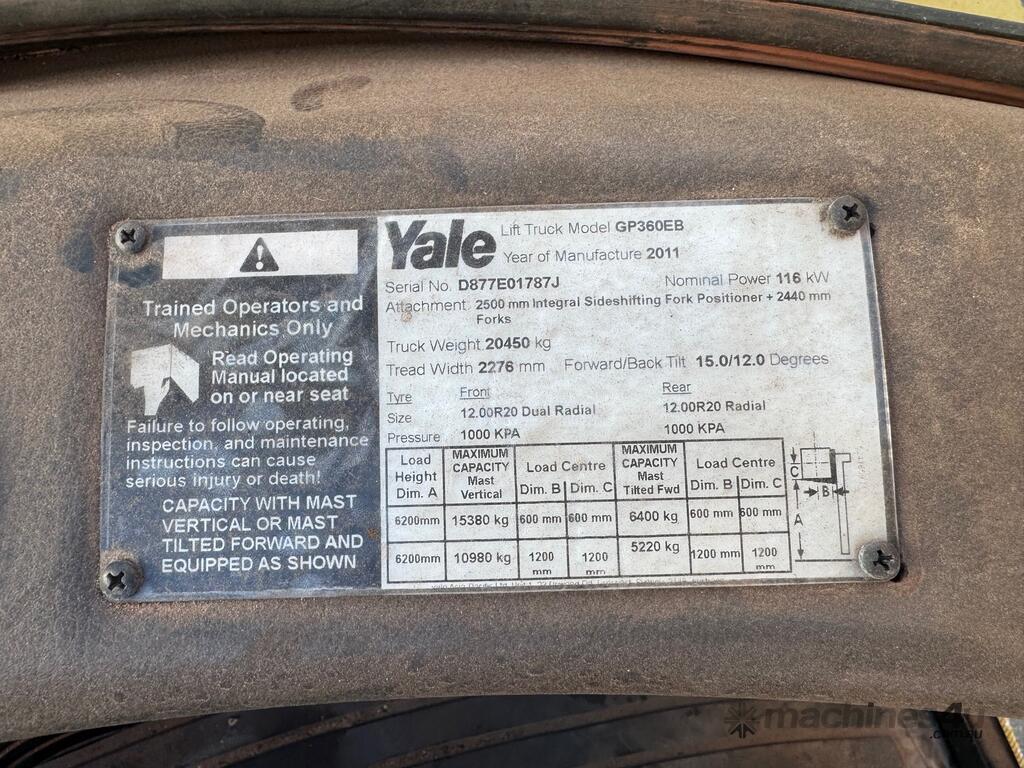 Trained Operators and
Mechanics Only
Read Operating
Manual located
on or near seat
Failure to follow operating,
inspection, and maintenance
instructions can cause
serious injury or death!
CAPACITY WITH MAST
VERTICAL OR MAST
TILTED FORWARD AND
EQUIPPED AS SHOWN
Yale Lift Truck Model GP360EB
Year of Manufacture 2011
Serial No. D877E01787J Nominal Power 116 kW
Attachment 2500 mm Integral Sideshifting Fork Positioner + 2440 mm
Forks
Truck Weight 20450 kg
Tread Width 2276 mm Forward/Back Tilt 15.0/12.0 Degrees
Tyre Front Rear
Size 12.00R20 Dual Radial 12.00R20 Radial
Pressure 1000 KPA 1000 KPA
Load Height Dim. A MAXIMUM CAPACITY Mast Vertical Load Centre Dim. B Dim. C MAXIMUM CAPACITY Mast Tilted Fwd Load Centre Dim. B Dim. C
6200mm 15380 kg 600 mm 600 mm 6400 kg 600 mm 600 mm
6200mm 10980 kg 1200 mm 1200 mm 5220 kg 1200 mm 1200 mm
C
B
A
machines4u
.com.au